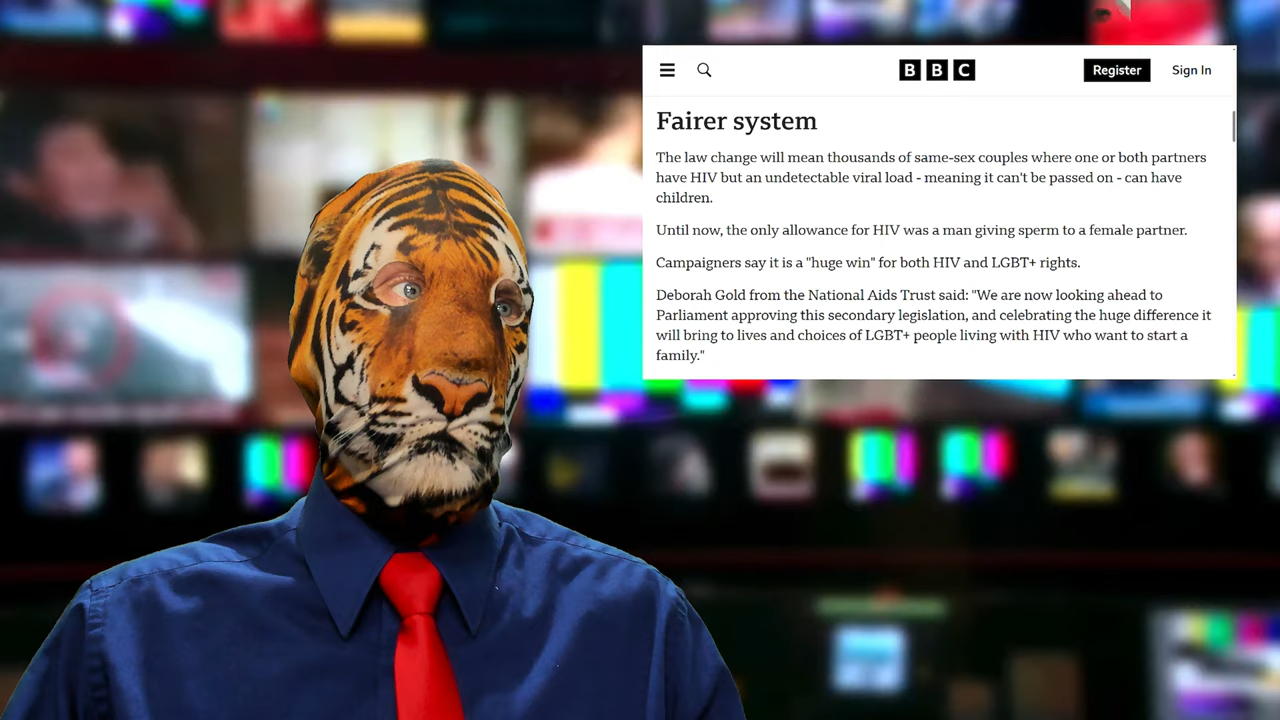 BBC
Register
Sign In
Fairer system
The law change will mean thousands of same-sex couples where one or both partners
have HIV but an undetectable viral load - meaning it can't be passed on - can have
children.
Until now, the only allowance for HIV was a man giving sperm to a female partner.
Campaigners say it is a "huge win" for both HIV and LGBT+ rights.
Deborah Gold from the National Aids Trust said: "We are now looking ahead to
Parliament approving this secondary legislation, and celebrating the huge difference it
will bring to lives and choices of LGBT+ people living with HIV who want to start a
family."